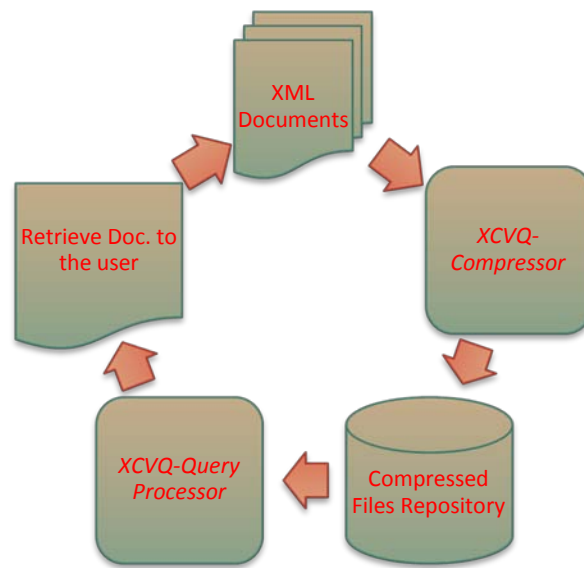 XML
Documents
XCVQ-
Compressor
Compressed
Files Repository
XCVQ-Query
Processor
Retrieve Doc. to
the user